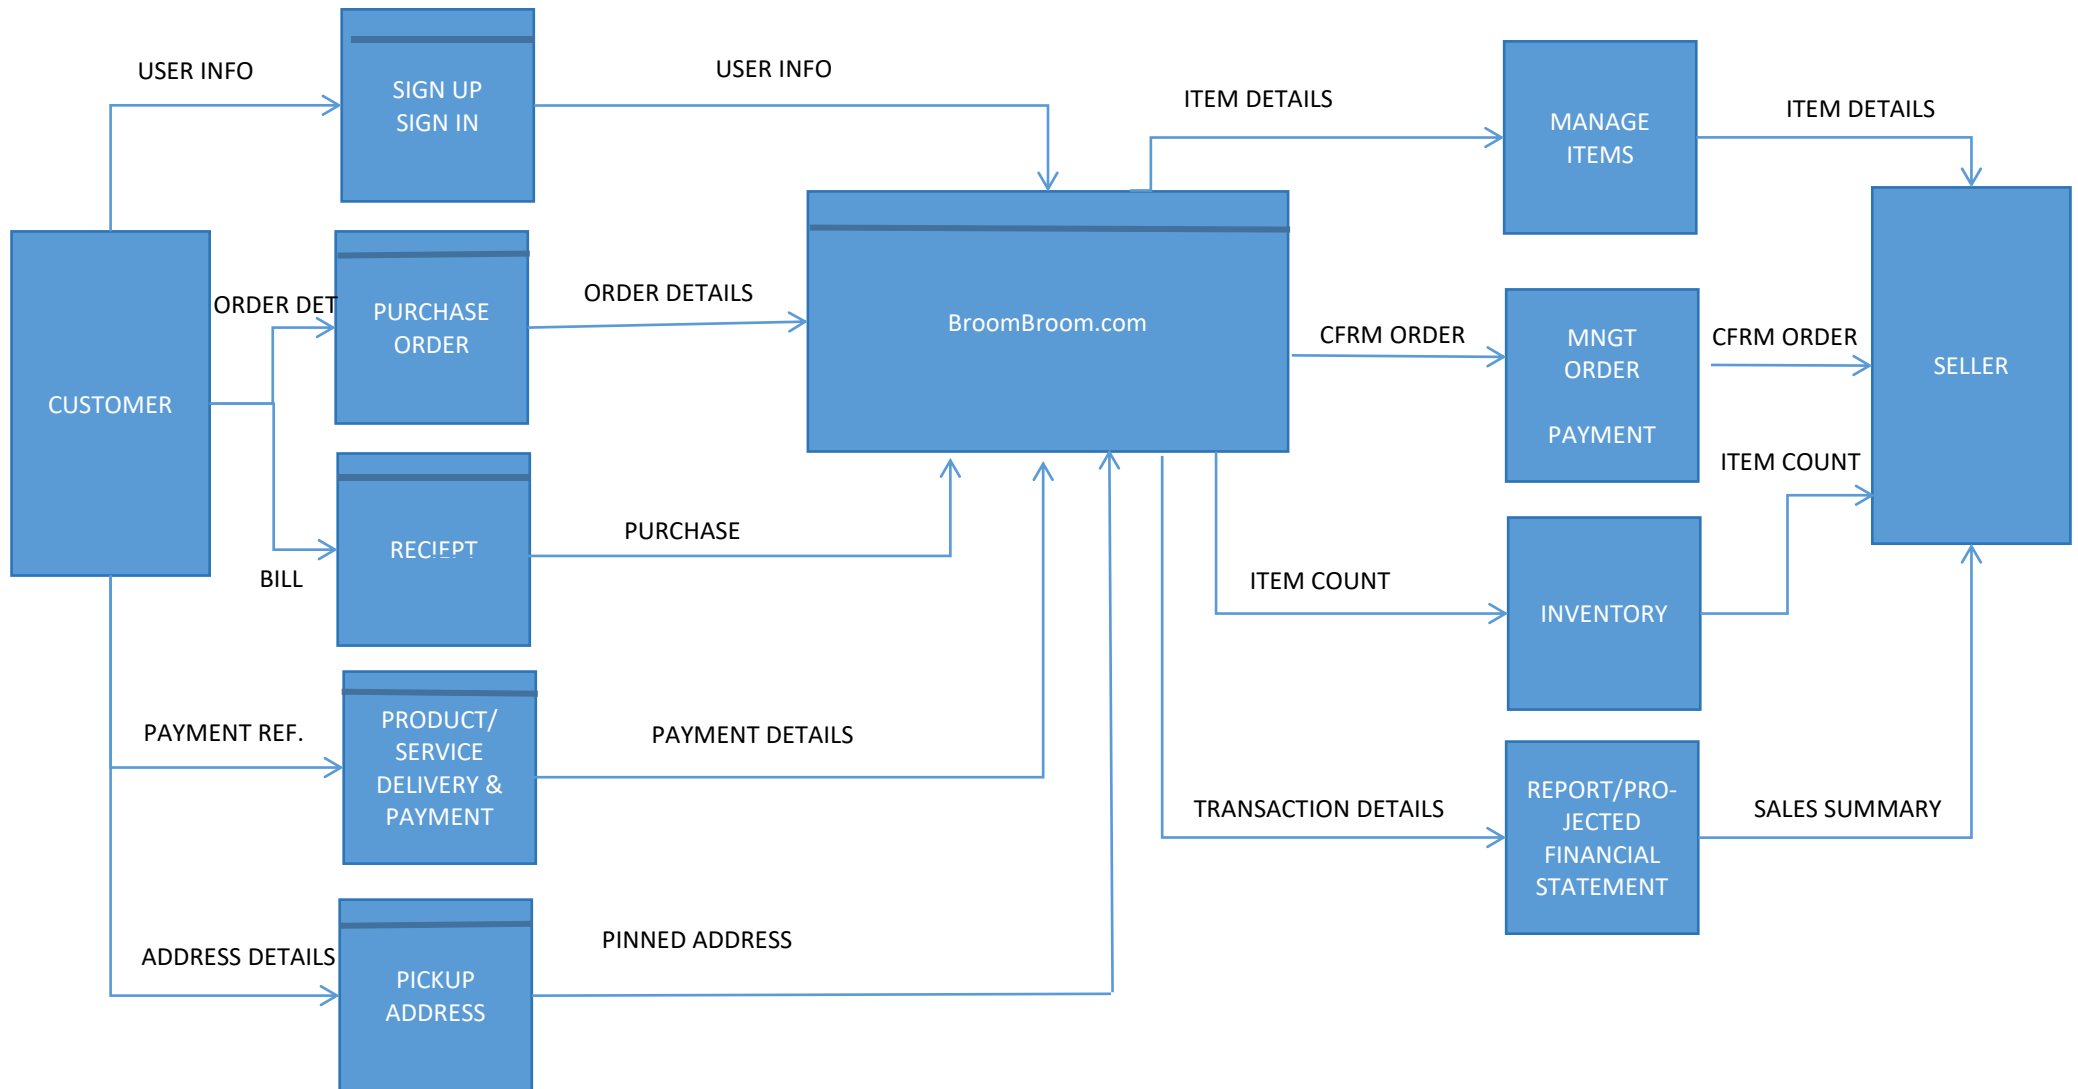 USER INFO
SIGN UP
SIGN IN
USER INFO
ITEM DETAILS
MANAGE
ITEMS
ITEM DETAILS
CUSTOMER
ORDER DET
PURCHASE
ORDER
ORDER DETAILS
BroomBroom.com
CFRM ORDER
MNGT
ORDER
PAYMENT
CFRM ORDER
SELLER
BILL
RECIEPT
PURCHASE
ITEM COUNT
INVENTORY
ITEM COUNT
PAYMENT REF.
PRODUCT/
SERVICE
DELIVERY &
PAYMENT
PAYMENT DETAILS
TRANSACTION DETAILS
REPORT/PRO-
JECTED
FINANCIAL
STATEMENT
SALES SUMMARY
ADDRESS DETAILS
PICKUP
ADDRESS
PINNED ADDRESS